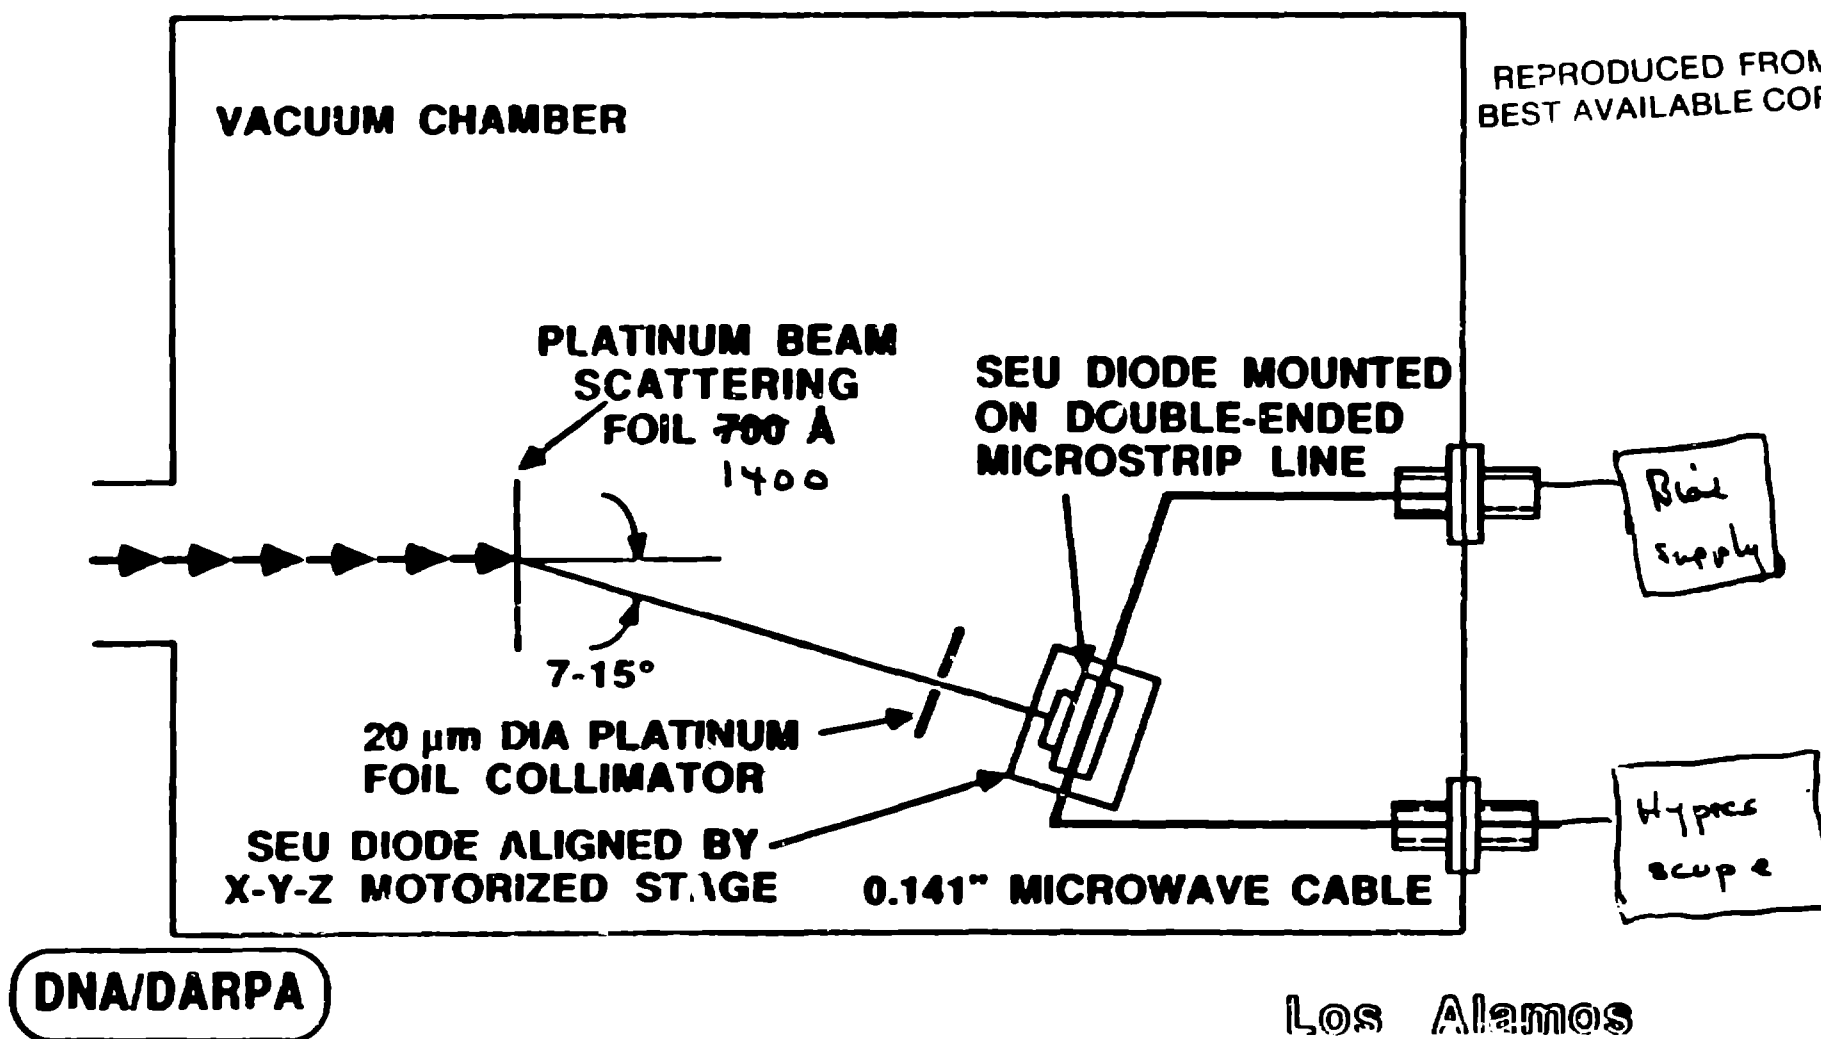 VACUUM CHAMBER
REPRODUCED FROM
BEST AVAILABLE COP
PLATINUM BEAM
SCATTERING
FOIL 700 Å
1400
SEU DIODE MOUNTED
ON DOUBLE-ENDED
MICROSTRIP LINE
Bias
supply
7-15°
20 µm DIA PLATINUM
FOIL COLLIMATOR
SEU DIODE ALIGNED BY
X-Y-Z MOTORIZED STAGE
0.141" MICROWAVE CABLE
Hypres
scope
DNA/DARPA
Los Alamos